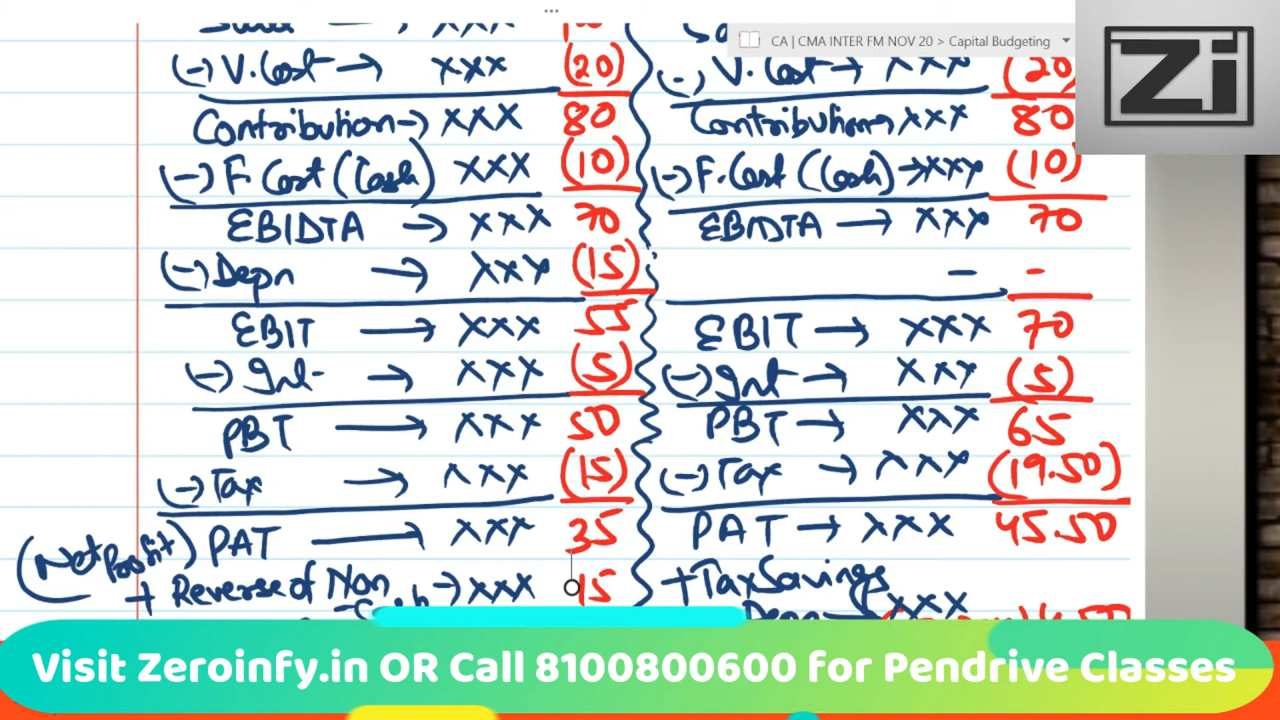 CA | CMA INTER FM NOV 20 > Capital Budgeting
Zi
(-) V. Cost → xxx (20)
Contribution → xxx 80
(-) F. Cost (Cash) xxx (10)
EBIDTA → xxx 70
(-) Depn → xxx (15)
EBIT → xxx 55
(-) Int → xxx (5)
PBT → xxx 50
(-) Tax → xxx (15)
(Net Profit) PAT → xxx 35
+ Reverse of Non → xxx 15
(-) V. Cost → xxx (20)
Contribution → xxx 80
(-) F. Cost (Cash) → xxx (10)
EBIDTA → xxx 70
- -
EBIT → xxx 70
(-) Int → xxx (5)
PBT → xxx 65
(-) Tax → xxx (19.50)
PAT → xxx 45.50
+ Tax Savings
Depn → xxx
Visit Zeroinfy.in OR Call 8100800600 for Pendrive Classes